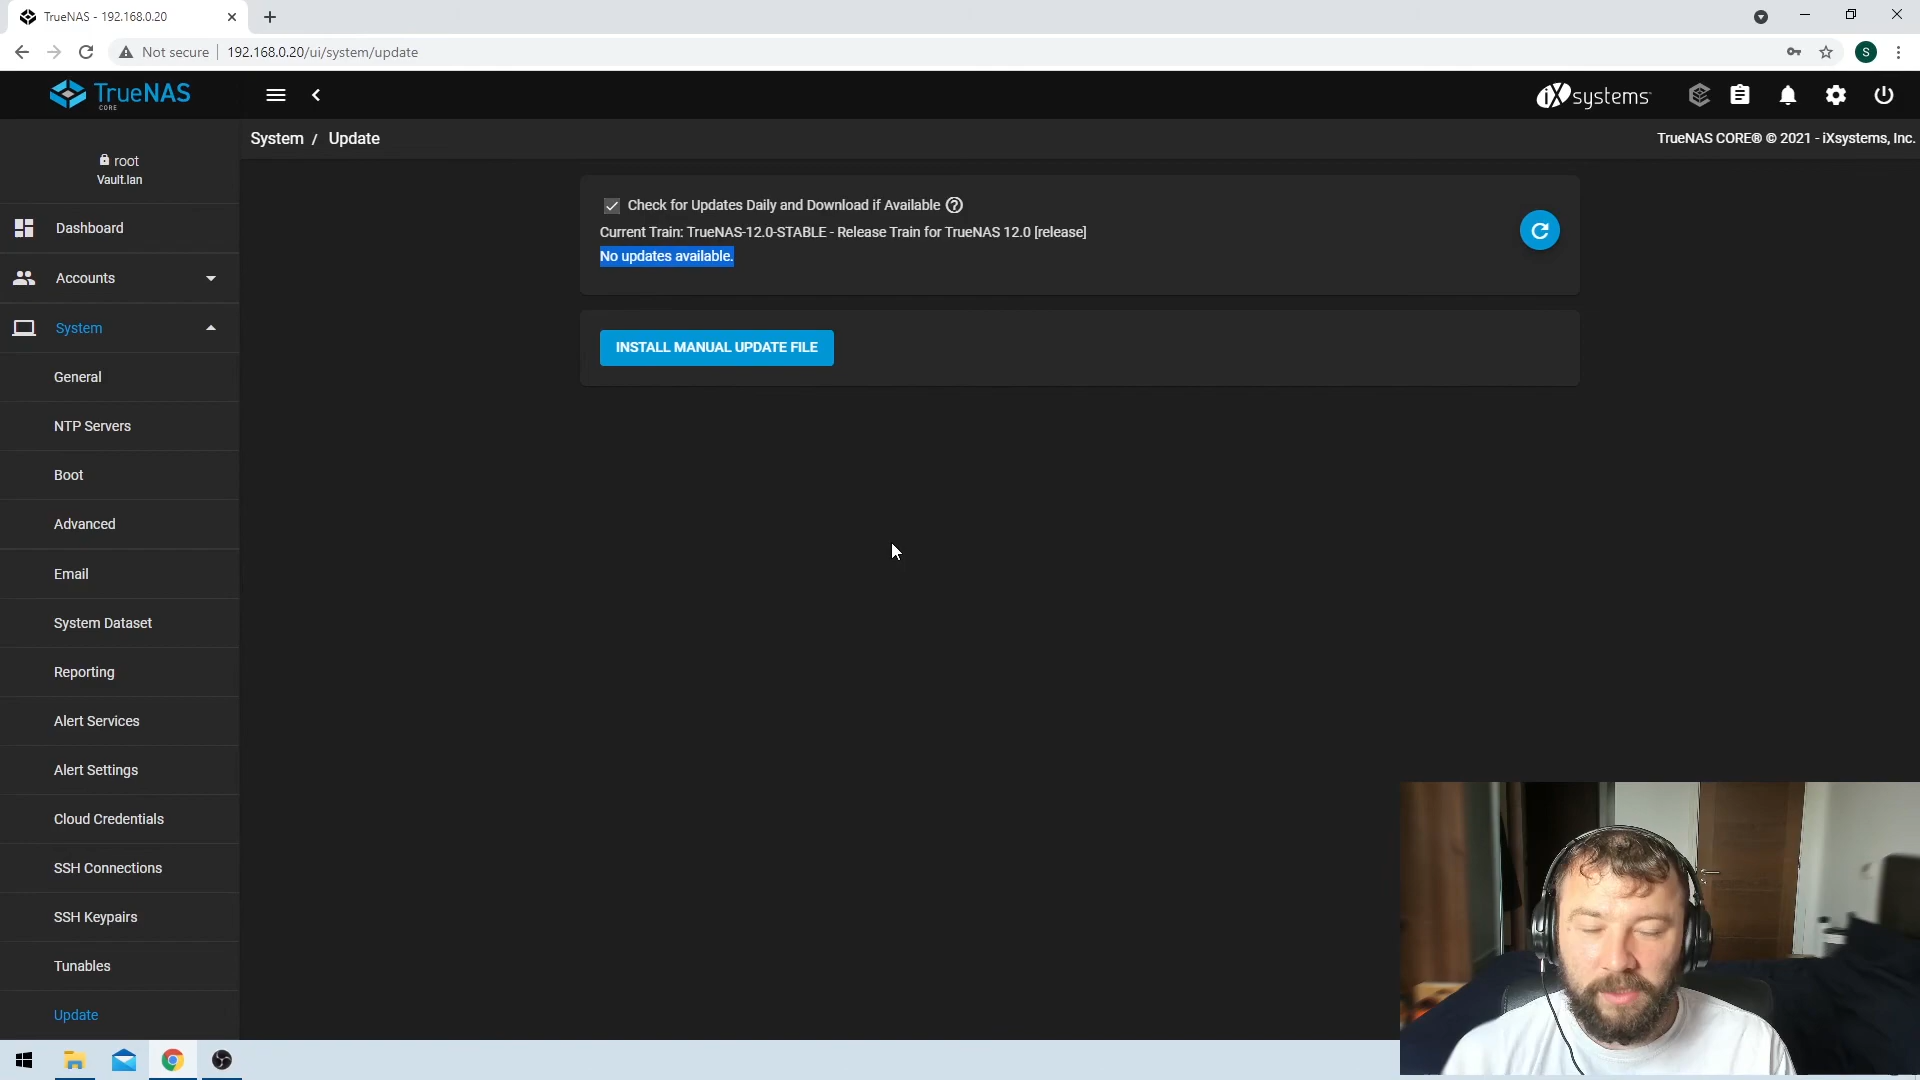 TrueNAS - 192.168.0.20
Not secure
192.168.0.20/ui/system/update
S
TrueNAS
CORE
iXsystems
System / Update
TrueNAS CORE® © 2021 - iXsystems, Inc.
root
Vault.lan
Dashboard
Accounts
System
General
NTP Servers
Boot
Advanced
Email
System Dataset
Reporting
Alert Services
Alert Settings
Cloud Credentials
SSH Connections
SSH Keypairs
Tunables
Update
Check for Updates Daily and Download if Available
Current Train: TrueNAS-12.0-STABLE - Release Train for TrueNAS 12.0 [release]
No updates available.
INSTALL MANUAL UPDATE FILE